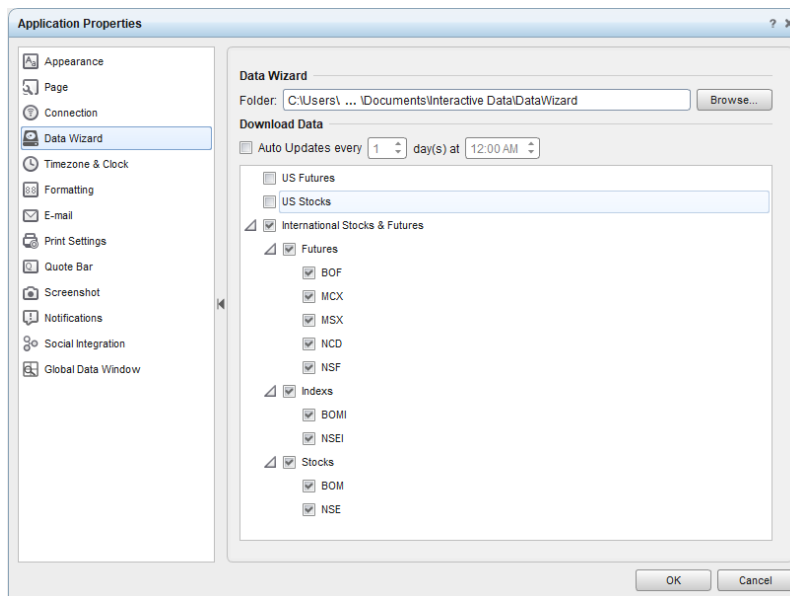 Application Properties
?
Appearance
Page
Connection
Data Wizard
Timezone & Clock
Formatting
E-mail
Print Settings
Quote Bar
Screenshot
Notifications
Social Integration
Global Data Window
Data Wizard
Folder: C:\Users\ ... \Documents\Interactive Data\DataWizard Browse...
Download Data
Auto Updates every 1 day(s) at 12:00 AM
US Futures
US Stocks
International Stocks & Futures
Futures
BOF
MCX
MSX
NCD
NSF
Indexs
BOMI
NSEI
Stocks
BOM
NSE
OK Cancel